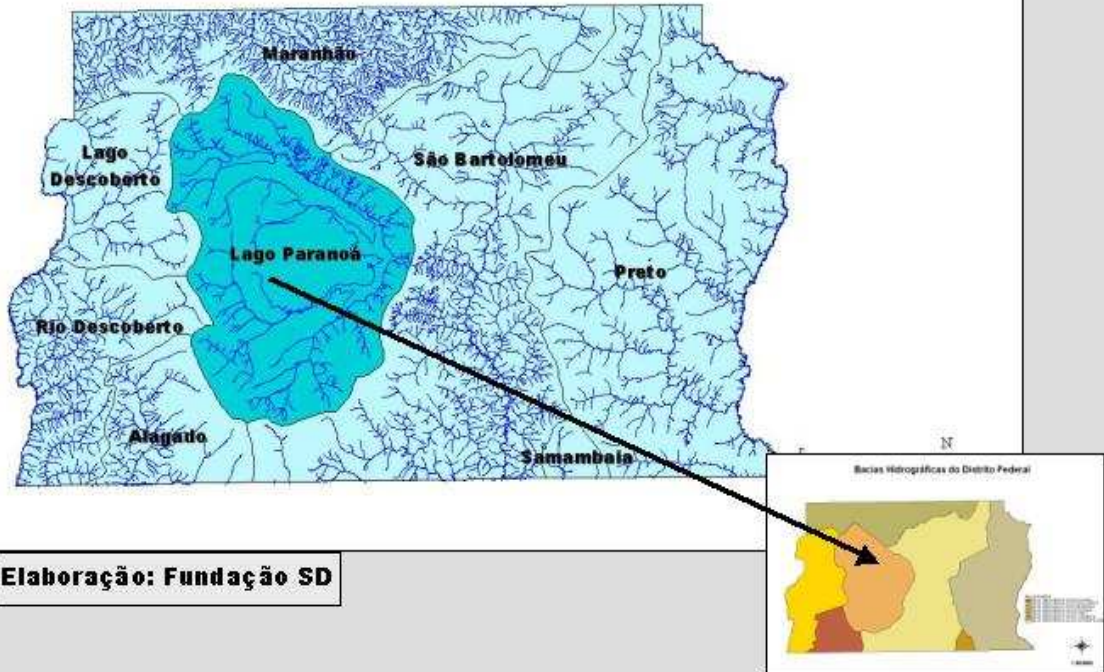 Maranhão
Lago
Descoberto
São Bartolomeu
Lago Paranoá
Preto
Rio Descoberto
Alagado
Samambaia
N
Bacias Hidrográficas do Distrito Federal
Elaboração: Fundação SD